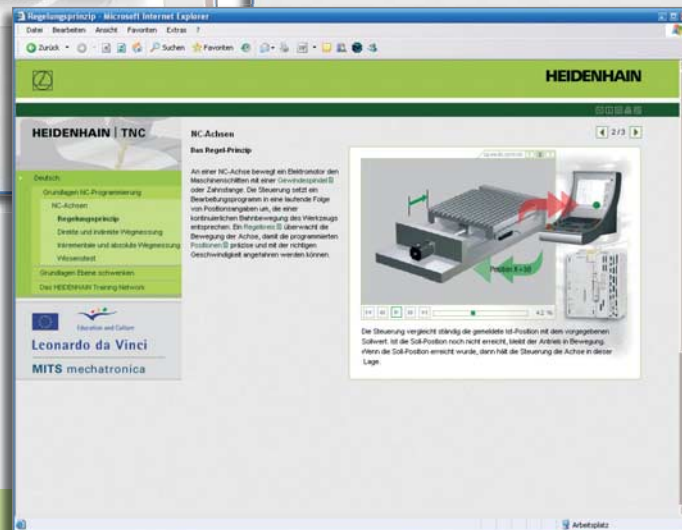 Regelungsprinzip - Microsoft Internet Explorer
Datei Bearbeiten Ansicht Favoriten Extras ?
Zurück Suchen Favoriten
HEIDENHAIN
HEIDENHAIN | TNC
Deutsch
Grundlagen NC-Programmierung
NC-Achsen
Regelungsprinzip
Direkte und indirekte Wegmessung
Inkrementale und absolute Wegmessung
Wissenstest
Grundlagen Ebene schwenken
Das HEIDENHAIN Training Network
Education and Culture
Leonardo da Vinci
MITS mechatronica
NC-Achsen
Das Regel-Prinzip
An einer NC-Achse bewegt ein Elektromotor den
Maschinenschlitten mit einer Gewindespindel
oder Zahnstange. Die Steuerung setzt ein
Bearbeitungsprogramm in eine laufende Folge
von Positionsangaben um, die einer
kontinuierlichen Bahnbewegung des Werkzeugs
entsprechen. Ein Regelkreis überwacht die
Bewegung der Achse, damit die programmierten
Positionen präzise und mit der richtigen
Geschwindigkeit angefahren werden können.
2/3
42 %
Die Steuerung vergleicht ständig die gemeldete Ist-Position mit dem vorgegebenen
Sollwert. Ist die Soll-Position noch nicht erreicht, bleibt der Antrieb in Bewegung.
Wenn die Soll-Position erreicht wurde, dann hält die Steuerung die Achse in dieser
Lage.
Arbeitsplatz